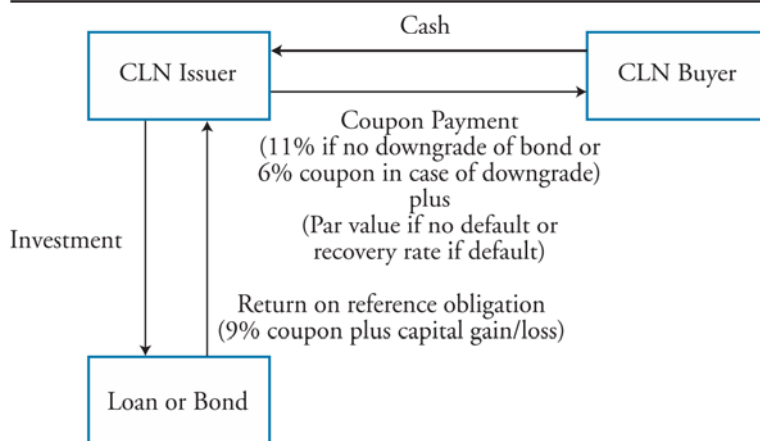 Cash
CLN Issuer
CLN Buyer
Coupon Payment
(11% if no downgrade of bond or
6% coupon in case of downgrade)
plus
(Par value if no default or
recovery rate if default)
Investment
Return on reference obligation
(9% coupon plus capital gain/loss)
Loan or Bond